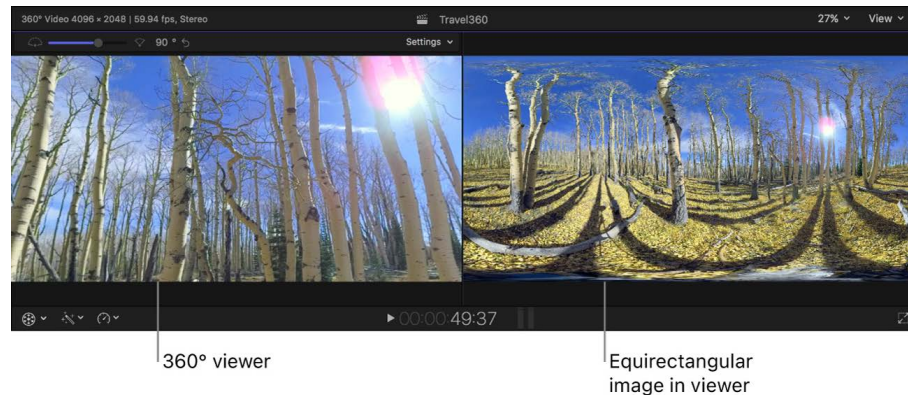 360° Video 4096 × 2048 | 59.94 fps, Stereo
Travel360
27%
View
90 °
Settings
00:00:49:37
360° viewer
Equirectangular
image in viewer